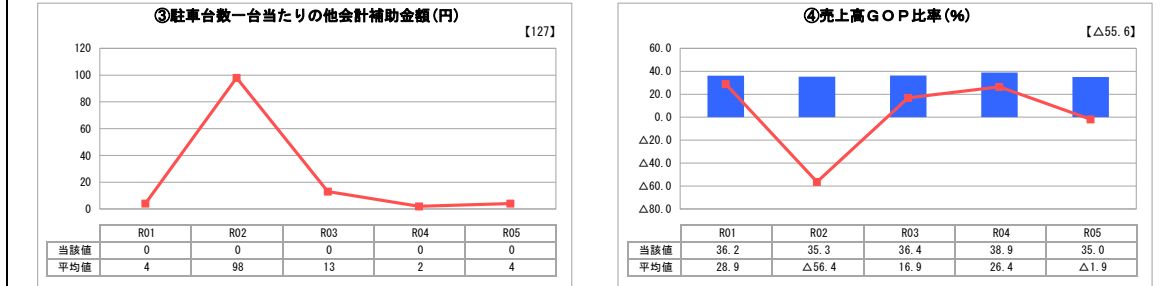 ③駐車台数一台当たりの他会計補助金額(円)
【127】
120
100
80
60
40
20
0
R01 R02 R03 R04 R05
当該値 0 0 0 0 0
平均値 4 98 13 2 4
④売上高GOP比率(%)
【△55.6】
60.0
40.0
20.0
0.0
△20.0
△40.0
△60.0
△80.0
R01 R02 R03 R04 R05
当該値 36.2 35.3 36.4 38.9 35.0
平均値 28.9 △56.4 16.9 26.4 △1.9